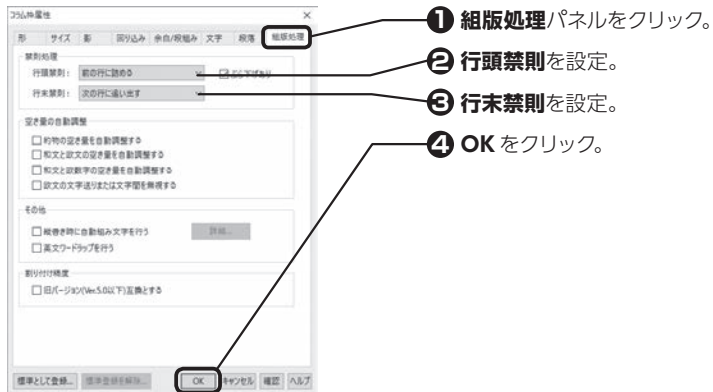 コラム枠属性
形 サイズ 影 回り込み 余白/段組み 文字 段落 組版処理
禁則処理
行頭禁則: 前の行に詰める ぶら下げあり
行末禁則: 次の行に追い出す
空き量の自動調整
約物の空き量を自動調整する
和文と欧文の空き量を自動調整する
和文と欧数字の空き量を自動調整する
欧文の文字送りまたは文字間を無視する
その他
縦書き時に自動組み文字を行う 詳細...
英文ワードラップを行う
割り付け精度
旧バージョン(Ver.5.0以下)互換とする
標準として登録... 標準登録を解除... OK キャンセル 確認 ヘルプ
❶ 組版処理パネルをクリック。
❷ 行頭禁則を設定。
❸ 行末禁則を設定。
❹ OK をクリック。